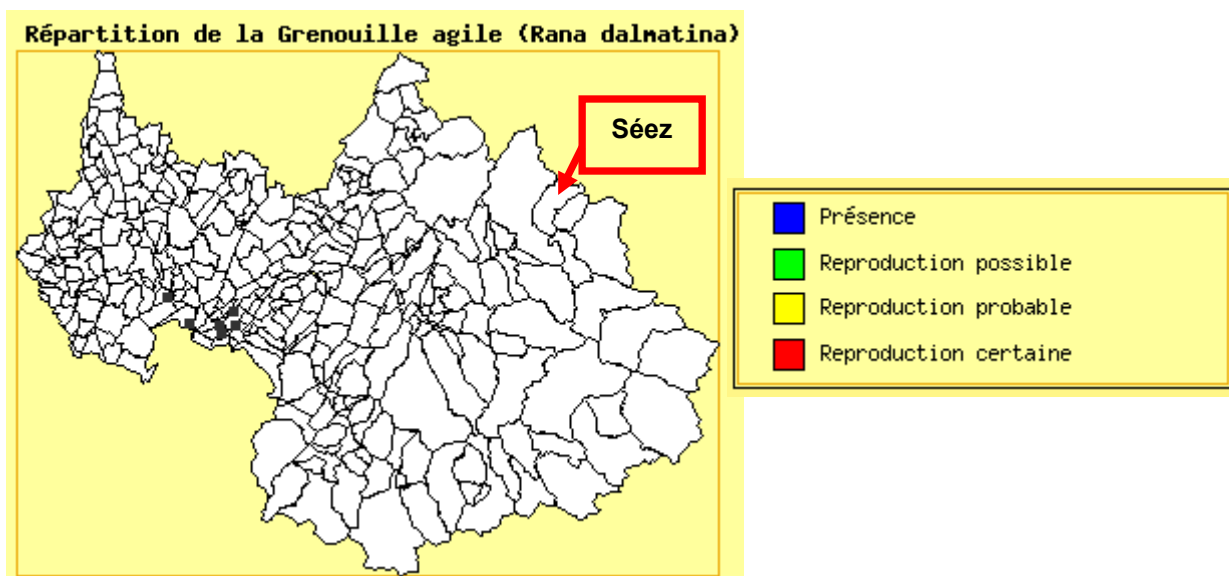 Répartition de la Grenouille agile (Rana dalmatina)
Séez
Présence
Reproduction possible
Reproduction probable
Reproduction certaine